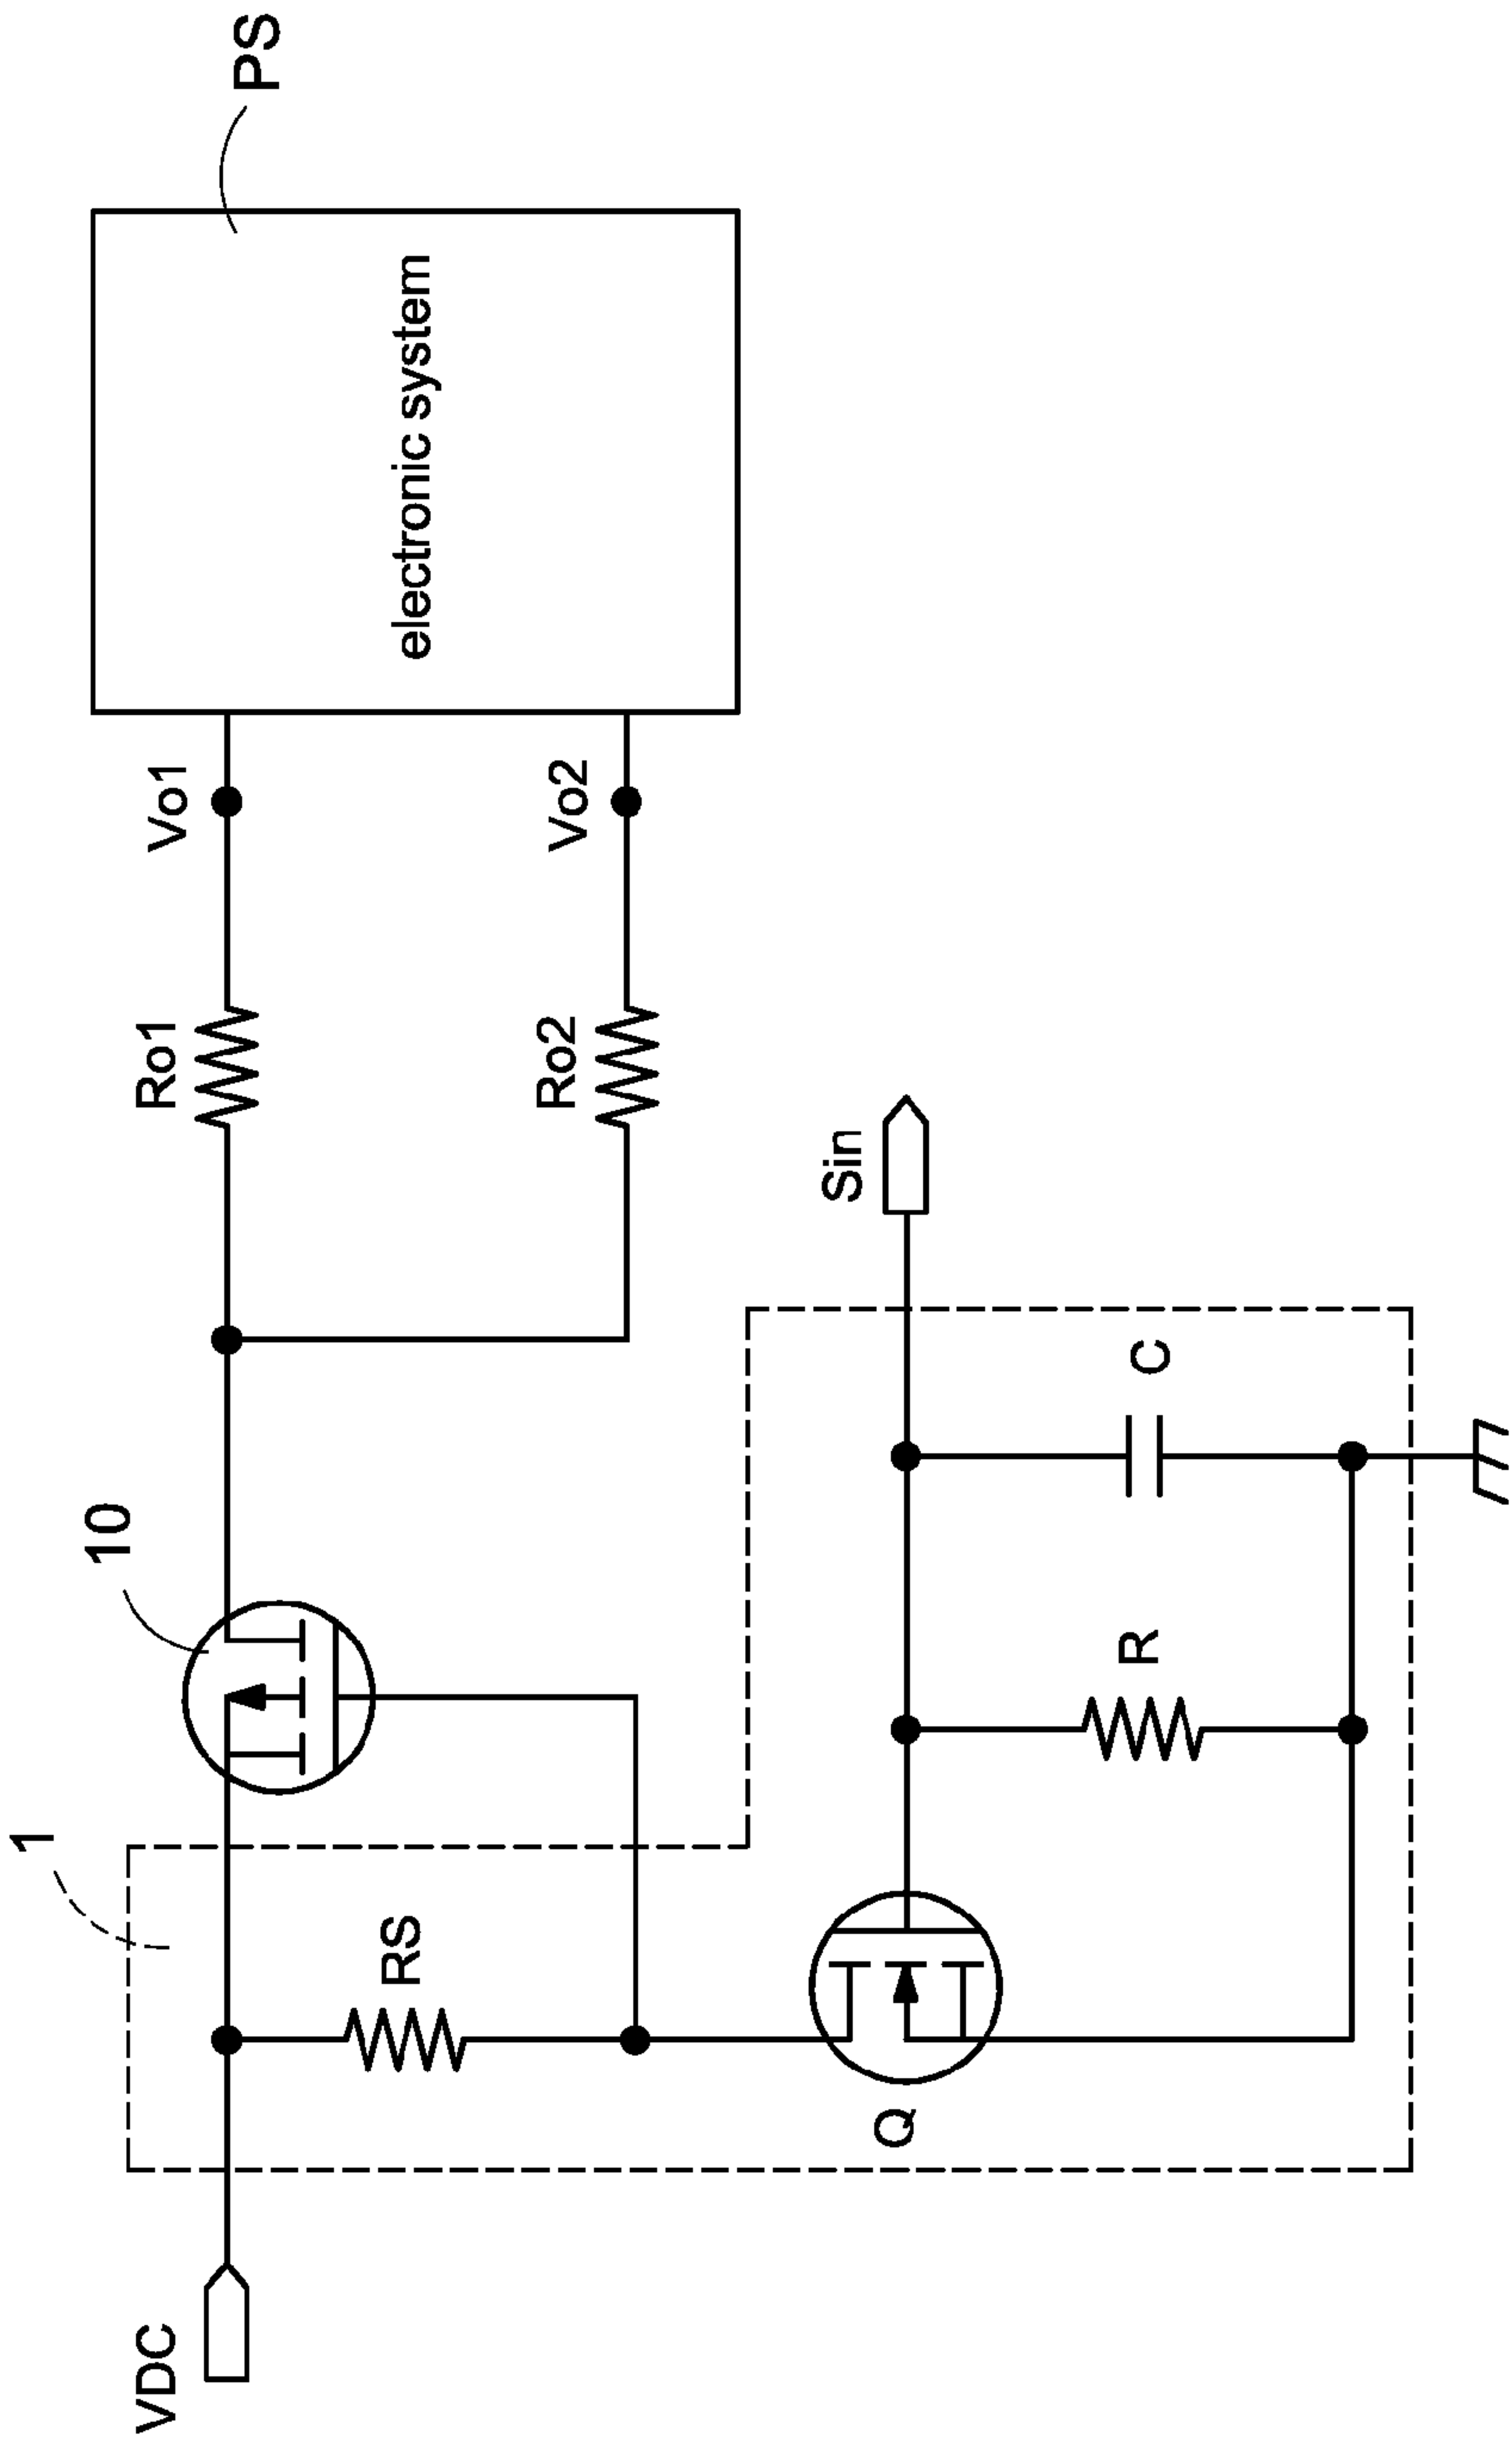 PS
electronic system
Vo1
Vo2
Ro1
Ro2
Sin
10
C
R
1
RS
Q
VDC